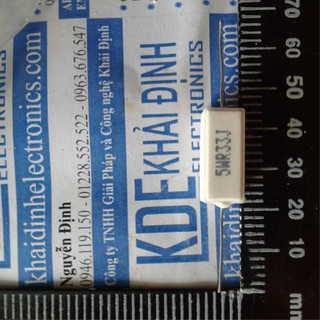 khaidinhelectronics.com
Nguyễn Định
0946.119.150 - 01228.552.522 - 0963.676.547
Công ty TNHH Giải Pháp và Công nghệ Khải Định
KDE KHẢI ĐỊNH
ELECTRONICS
5WR33J
70
60
50
40
30
20
10
mm